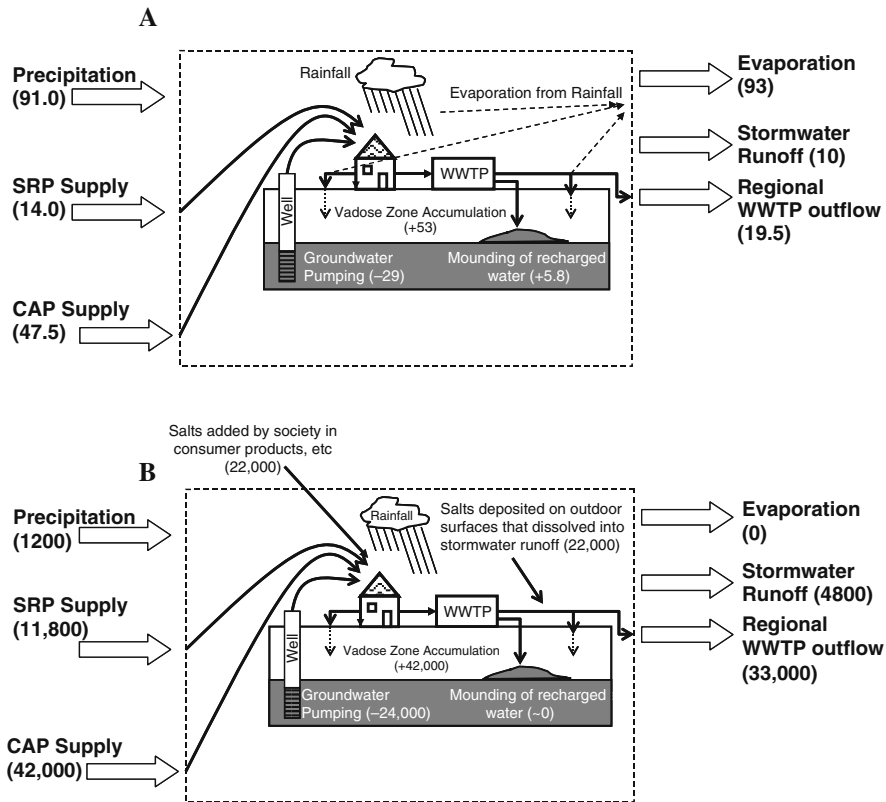 A
Precipitation
(91.0)
SRP Supply
(14.0)
CAP Supply
(47.5)
Rainfall
Evaporation from Rainfall
WWTP
Well
Vadose Zone Accumulation
(+53)
Groundwater
Pumping (−29)
Mounding of recharged
water (+5.8)
Evaporation
(93)
Stormwater
Runoff (10)
Regional
WWTP outflow
(19.5)
B
Salts added by society in
consumer products, etc
(22,000)
Precipitation
(1200)
SRP Supply
(11,800)
CAP Supply
(42,000)
Rainfall
Salts deposited on outdoor
surfaces that dissolved into
stormwater runoff (22,000)
WWTP
Well
Vadose Zone Accumulation
(+42,000)
Groundwater
Pumping (−24,000)
Mounding of recharged
water (~0)
Evaporation
(0)
Stormwater
Runoff (4800)
Regional
WWTP outflow
(33,000)